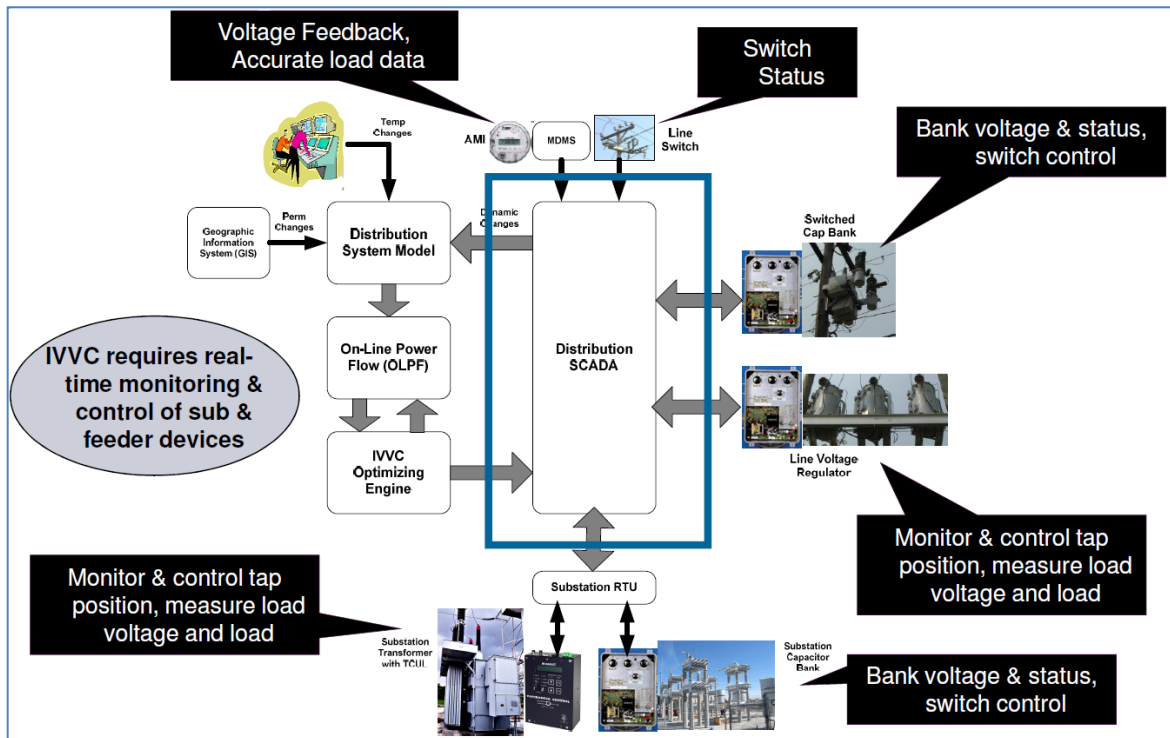 Voltage Feedback,
Accurate load data
Switch
Status
Bank voltage & status,
switch control
Temp
Changes
AMI
MDMS
Line
Switch
Geographic
Information
System (GIS)
Perm
Changes
Distribution
System Model
Dynamic
Changes
Switched
Cap Bank
IVVC requires real-
time monitoring &
control of sub &
feeder devices
On-Line Power
Flow (OLPF)
Distribution
SCADA
IVVC
Optimizing
Engine
Line Voltage
Regulator
Monitor & control tap
position, measure load
voltage and load
Monitor & control tap
position, measure load
voltage and load
Substation RTU
Substation
Transformer
with TCUL
Substation
Capacitor
Bank
Bank voltage & status,
switch control